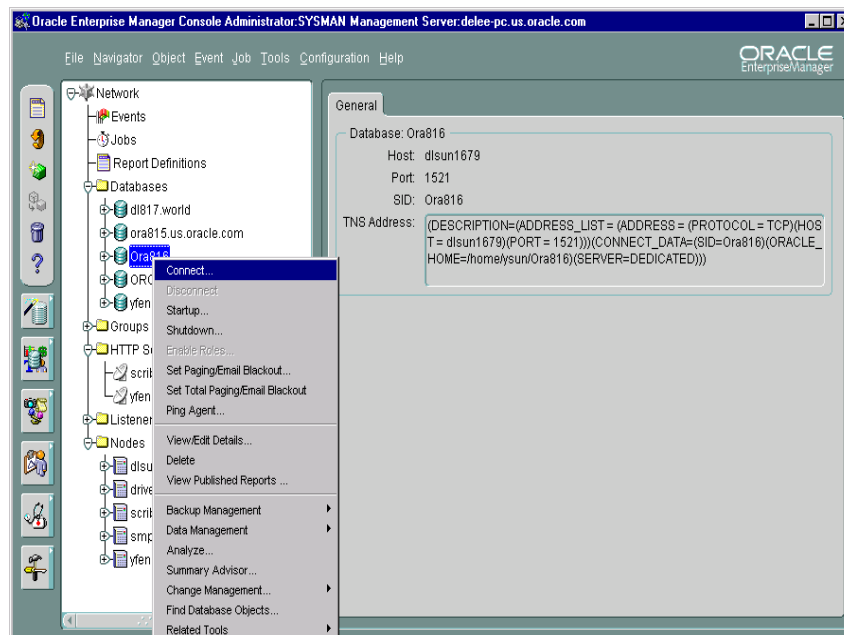 Oracle Enterprise Manager Console Administrator:SYSMAN Management Server:delee-pc.us.oracle.com
File Navigator Object Event Job Tools Configuration Help
ORACLE
EnterpriseManager
Network
Events
Jobs
Report Definitions
Databases
dl817.world
ora815.us.oracle.com
Ora816
ORC
yfen
Groups
HTTP Se
scrib
yfen
Listener
Nodes
dlsu
drive
scrib
smp
yfen
Connect...
Disconnect
Startup...
Shutdown...
Enable Roles...
Set Paging/Email Blackout...
Set Total Paging/Email Blackout
Ping Agent...
View/Edit Details...
Delete
View Published Reports ...
Backup Management
Data Management
Analyze...
Summary Advisor...
Change Management...
Find Database Objects...
Related Tools
General
Database: Ora816
Host: dlsun1679
Port: 1521
SID: Ora816
TNS Address: (DESCRIPTION=(ADDRESS_LIST = (ADDRESS = (PROTOCOL = TCP)(HOS
T = dlsun1679)(PORT = 1521)))(CONNECT_DATA=(SID=Ora816)(ORACLE_
HOME=/home/ysun/Ora816)(SERVER=DEDICATED)))